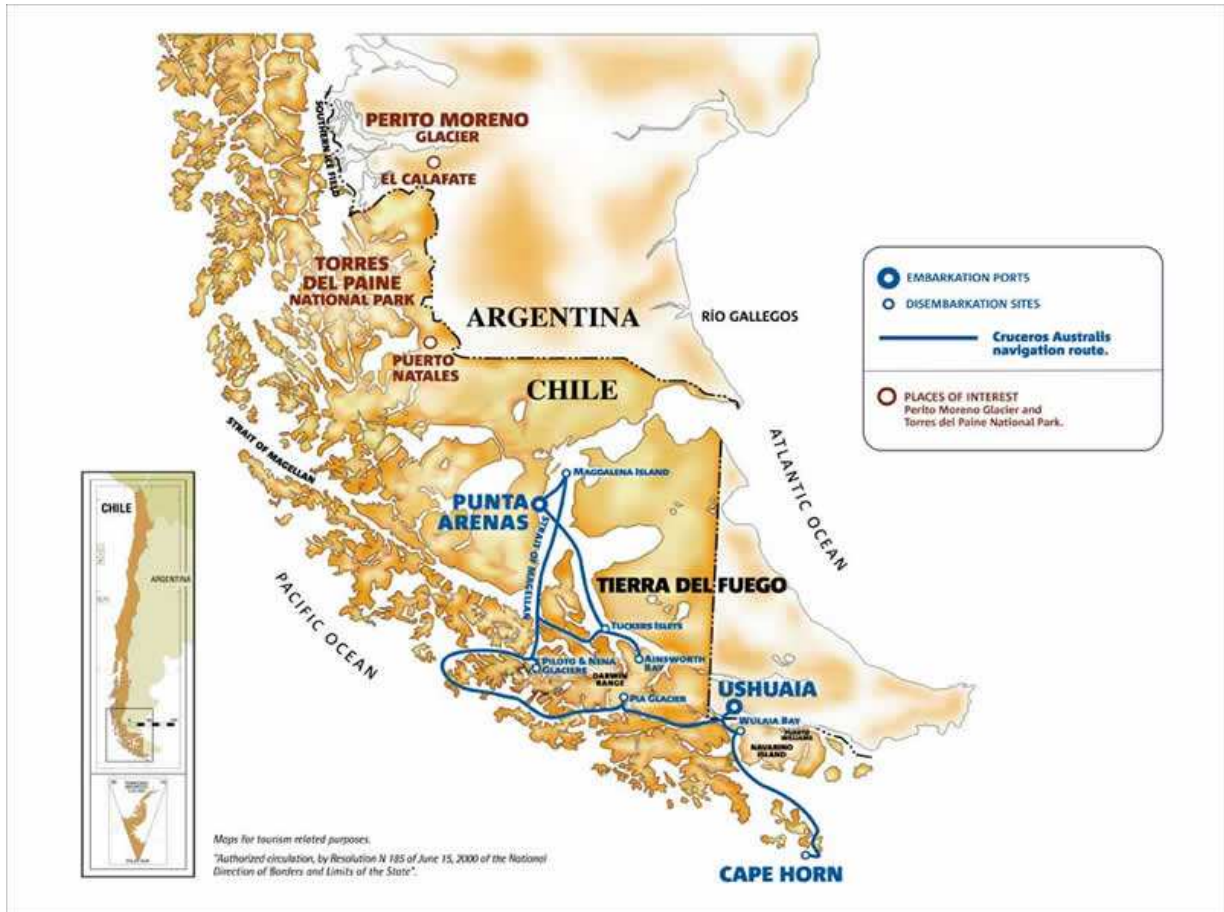 PERITO MORENO
GLACIER
SOUTHERN ICE FIELD
EL CALAFATE
TORRES
DEL PAINE
NATIONAL PARK
ARGENTINA
RÍO GALLEGOS
PUERTO
NATALES
CHILE
EMBARKATION PORTS
DISEMBARKATION SITES
Cruceros Australis
navigation route.
PLACES OF INTEREST
Perito Moreno Glacier and
Torres del Paine National Park.
STRAIT OF MAGELLAN
ATLANTIC OCEAN
MAGDALENA ISLAND
PUNTA
ARENAS
STRAIT OF MAGELLAN
TIERRA DEL FUEGO
PACIFIC OCEAN
TUCKERS ISLETS
PILOTO & NENA
GLACIERS
AINSWORTH
BAY
DARWIN
RANGE
PIA GLACIER
USHUAIA
WULAIA BAY
PUERTO
WILLIAMS
NAVARINO
ISLAND
CAPE HORN
CHILE
ARGENTINA
Maps for tourism related purposes.
"Authorized circulation, by Resolution N 185 of June 15, 2000 of the National
Direction of Borders and Limits of the State".